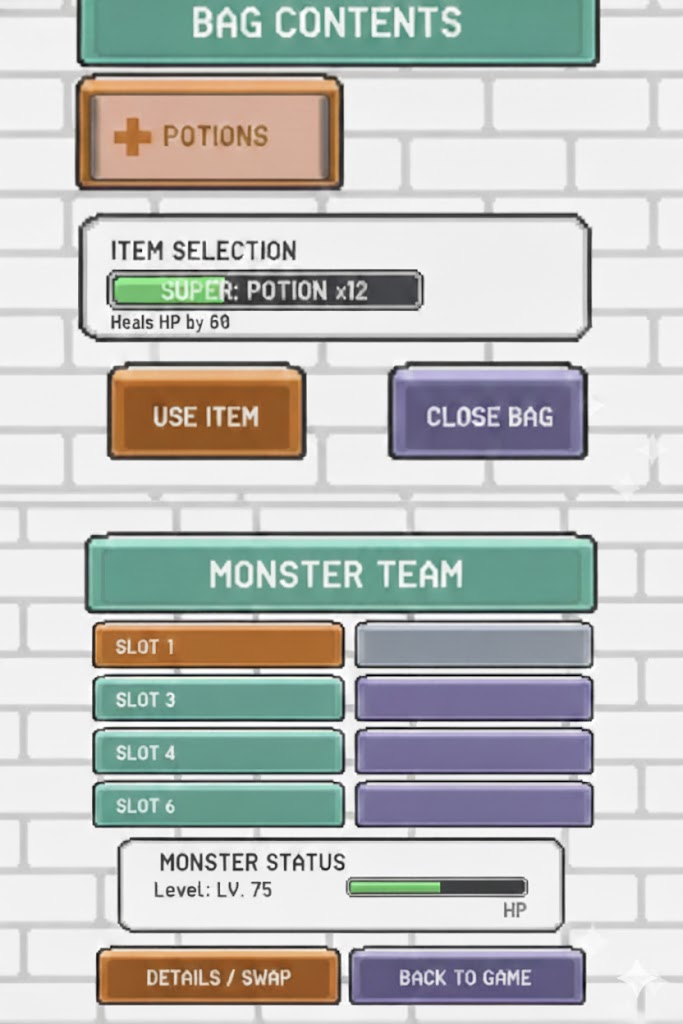 BAG CONTENTS
POTIONS
ITEM SELECTION
SUPER: POTION x12
Heals HP by 60
USE ITEM
CLOSE BAG
MONSTER TEAM
SLOT 1
SLOT 3
SLOT 4
SLOT 6
MONSTER STATUS
Level: LV. 75
HP
DETAILS / SWAP
BACK TO GAME